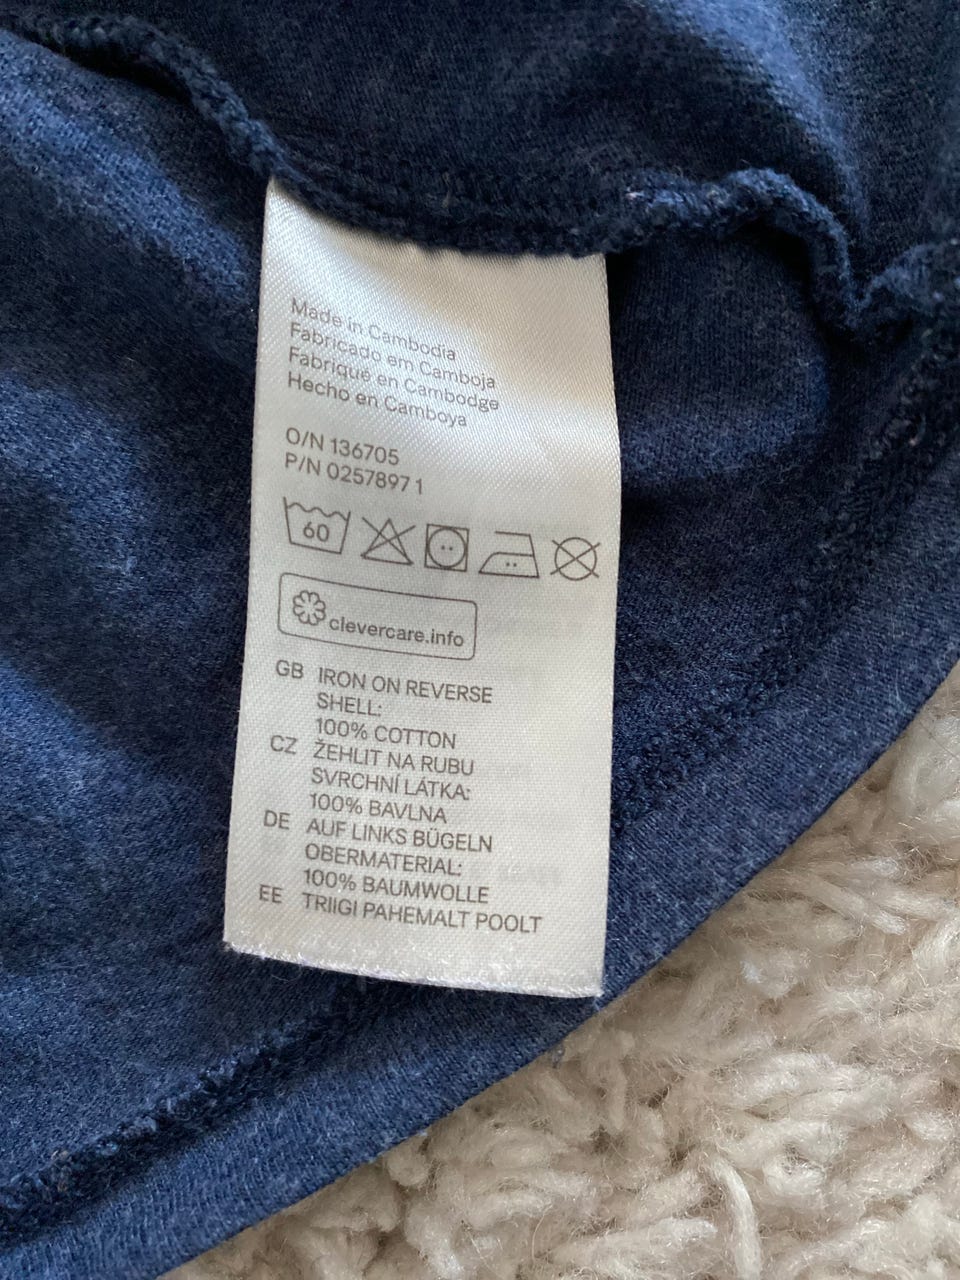 Made in Cambodia
Fabricado em Camboja
Fabriqué en Cambodge
Hecho en Camboya
O/N 136705
P/N 02578971
60
clevercare.info
GB IRON ON REVERSE
SHELL:
100% COTTON
CZ ŽEHLIT NA RUBU
SVRCHNÍ LÁTKA:
100% BAVLNA
DE AUF LINKS BÜGELN
OBERMATERIAL:
100% BAUMWOLLE
EE TRIIGI PAHEMALT POOLT